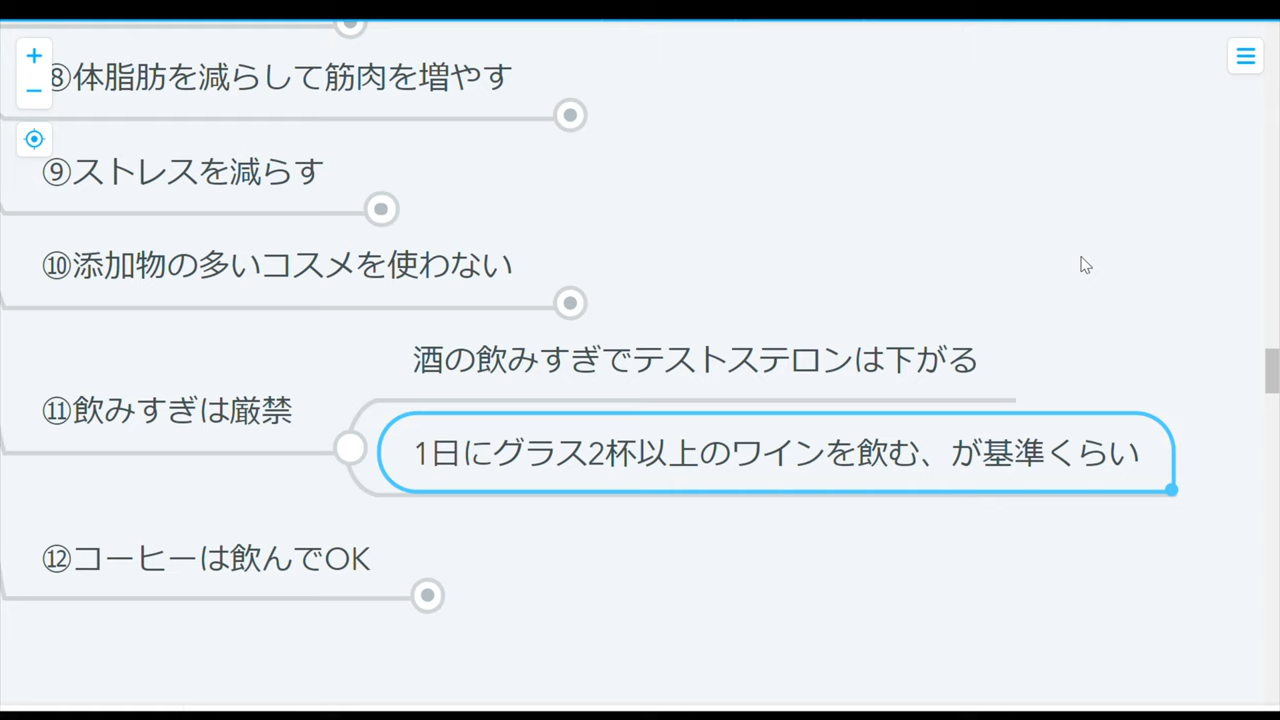 ⑧体脂肪を減らして筋肉を増やす
⑨ストレスを減らす
⑩添加物の多いコスメを使わない
酒の飲みすぎでテストステロンは下がる
⑪飲みすぎは厳禁
1日にグラス2杯以上のワインを飲む、が基準くらい
⑫コーヒーは飲んでOK